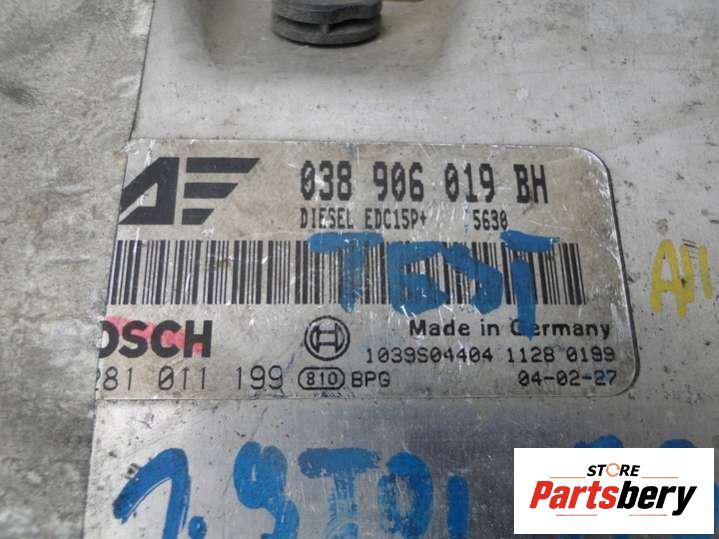 038 906 019 BH
DIESEL EDC15P+ 5630
TEST
OSCH Made in Germany
1039S04404 1128 0199
281 011 199 810 BPG 04-02-27
1.9TDI
STORE
Partsbery